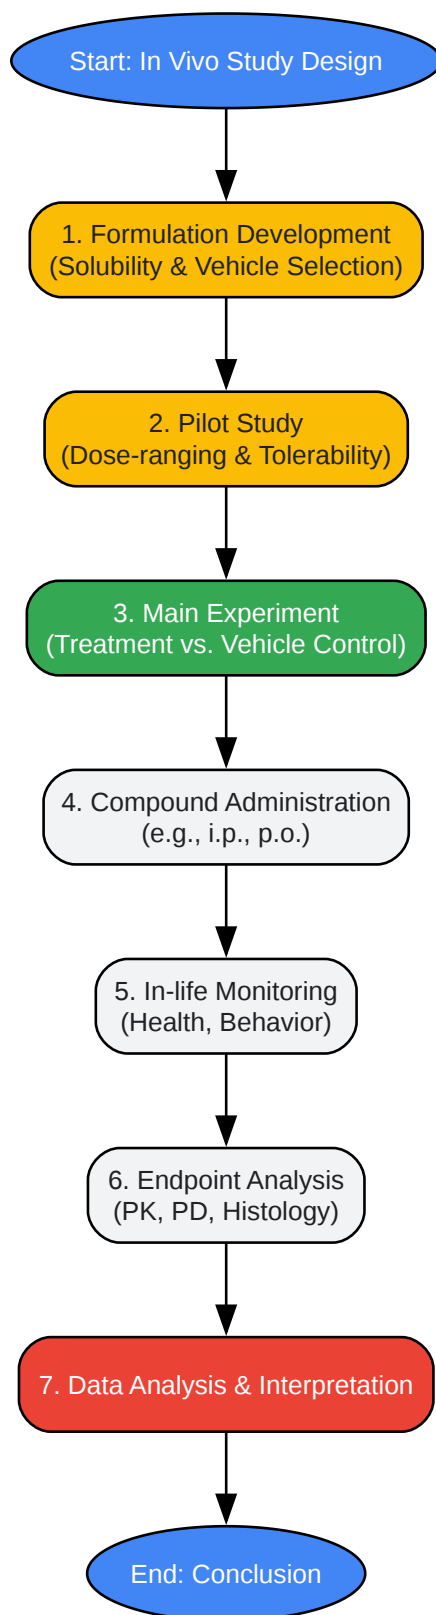 Start: In Vivo Study Design
1. Formulation Development
(Solubility & Vehicle Selection)
2. Pilot Study
(Dose-ranging & Tolerability)
3. Main Experiment
(Treatment vs. Vehicle Control)
4. Compound Administration
(e.g., i.p., p.o.)
5. In-life Monitoring
(Health, Behavior)
6. Endpoint Analysis
(PK, PD, Histology)
7. Data Analysis & Interpretation
End: Conclusion